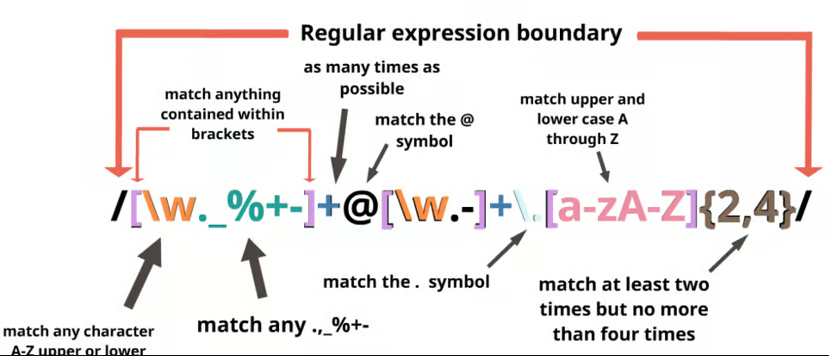 Regular expression boundary
as many times as
possible
match anything
contained within
brackets
match the @
symbol
match upper and
lower case A
through Z
/[\w._%+-]+@[\w.-]+\.[a-zA-Z]{2,4}/
match the . symbol
match at least two
times but no more
than four times
match any .,_%+-
match any character
A-Z upper or lower